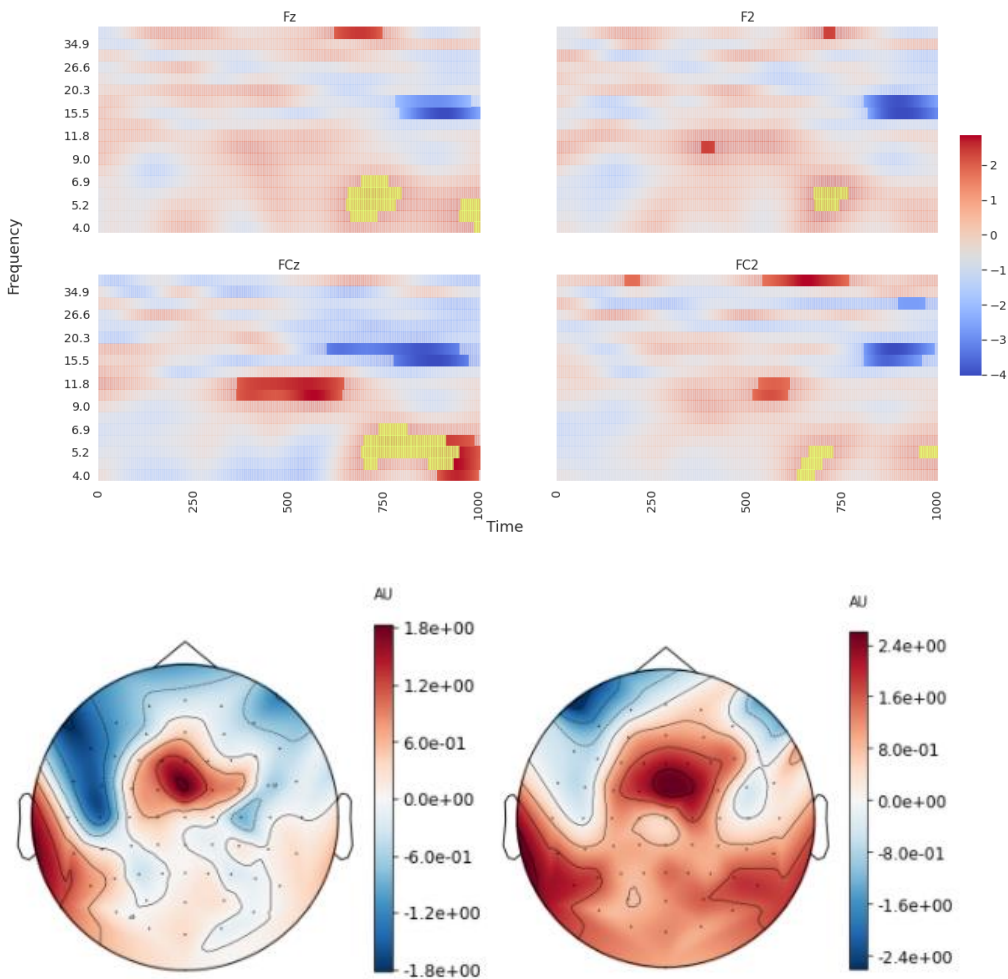 Fz
F2
34.9
26.6
20.3
15.5
11.8
9.0
6.9
5.2
4.0
2
1
0
−1
−2
−3
−4
Frequency
FCz
FC2
34.9
26.6
20.3
15.5
11.8
9.0
6.9
5.2
4.0
0
250
500
750
1000
0
250
500
750
1000
Time
AU
1.8e+00
1.2e+00
6.0e-01
0.0e+00
-6.0e-01
-1.2e+00
-1.8e+00
AU
2.4e+00
1.6e+00
8.0e-01
0.0e+00
-8.0e-01
-1.6e+00
-2.4e+00